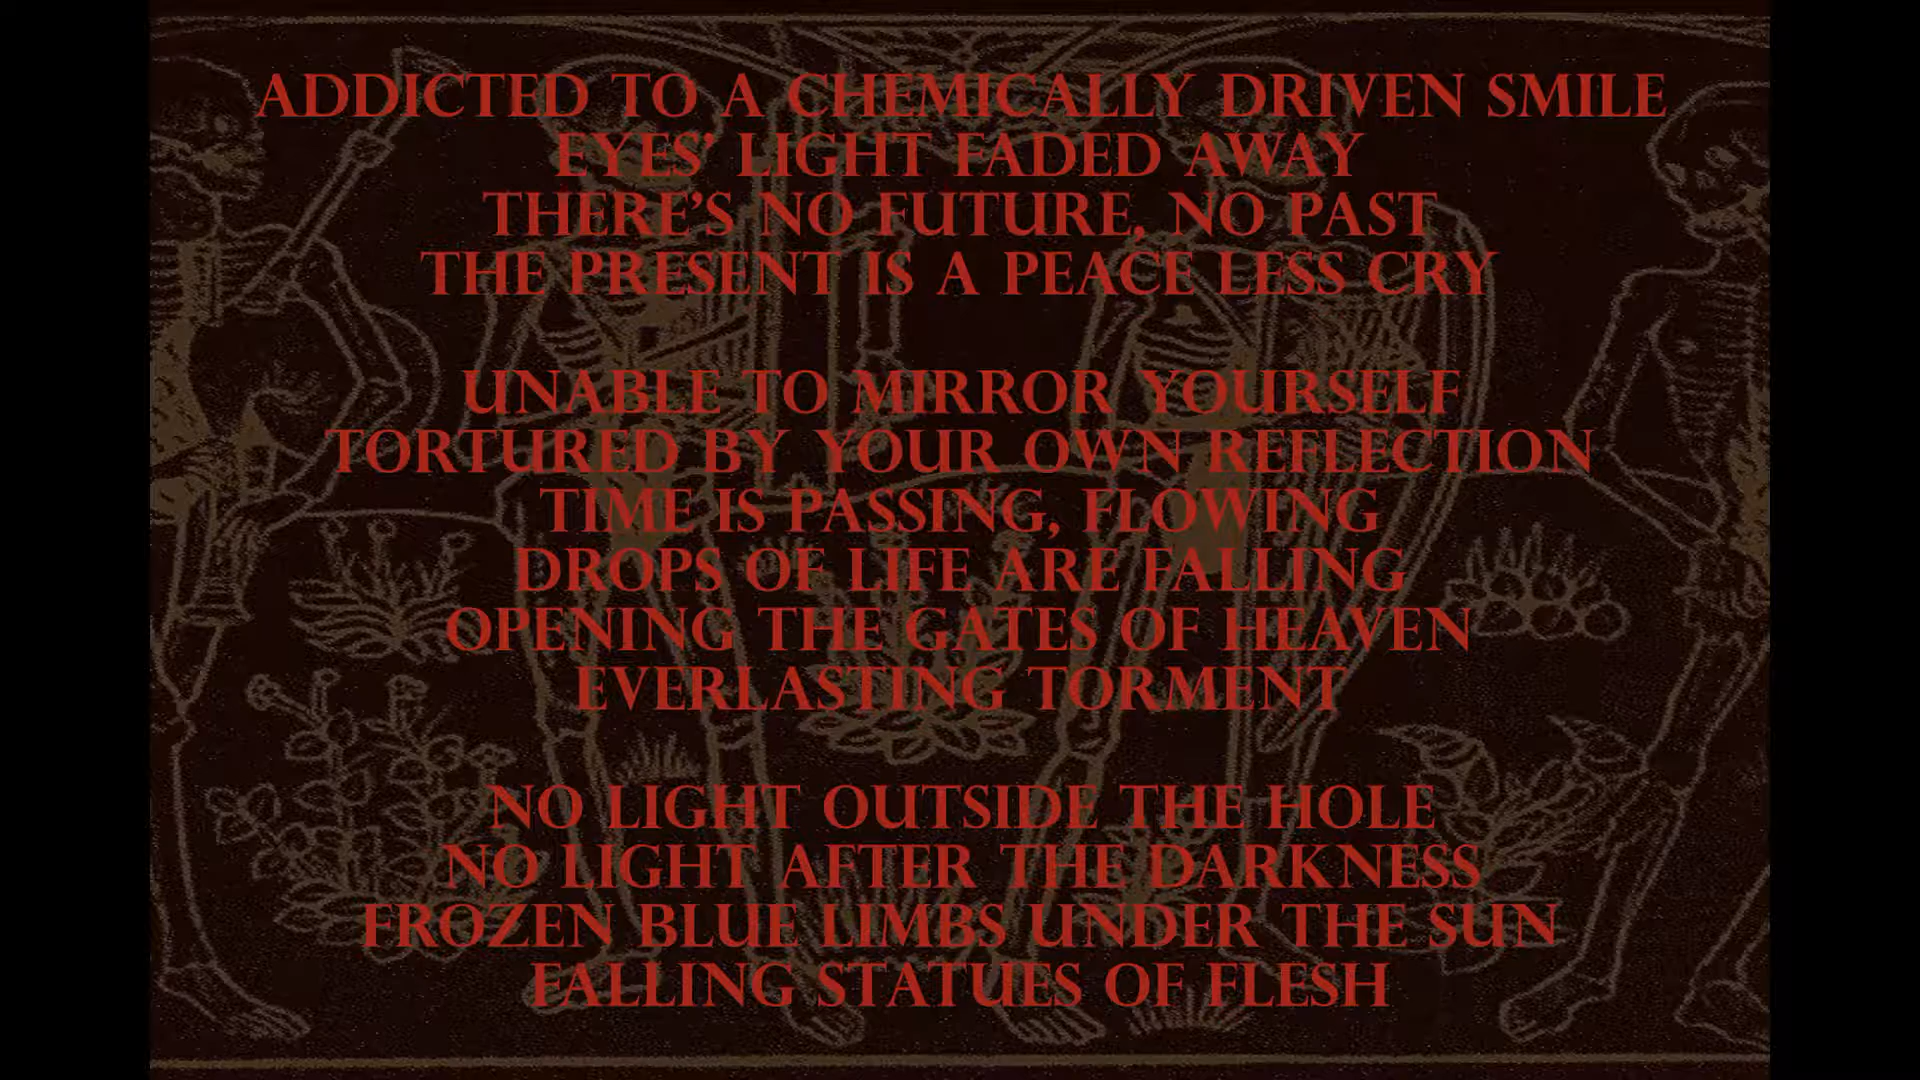 ADDICTED TO A CHEMICALLY DRIVEN SMILE
EYES' LIGHT FADED AWAY
THERE'S NO FUTURE, NO PAST
THE PRESENT IS A PEACE LESS CRY
UNABLE TO MIRROR YOURSELF
TORTURED BY YOUR OWN REFLECTION
TIME IS PASSING, FLOWING
DROPS OF LIFE ARE FALLING
OPENING THE GATES OF HEAVEN
EVERLASTING TORMENT
NO LIGHT OUTSIDE THE HOLE
NO LIGHT AFTER THE DARKNESS
FROZEN BLUE LIMBS UNDER THE SUN
FALLING STATUES OF FLESH